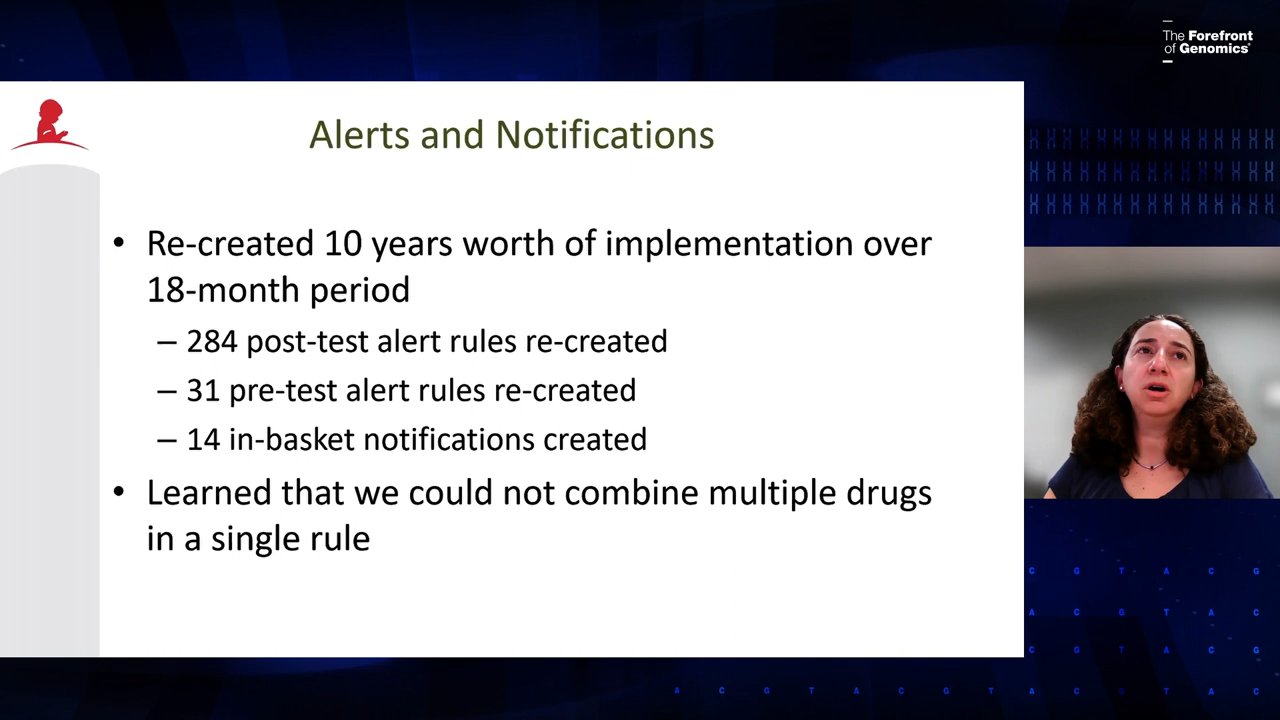 The Forefront
of Genomics®
Alerts and Notifications
• Re-created 10 years worth of implementation over
18-month period
– 284 post-test alert rules re-created
– 31 pre-test alert rules re-created
– 14 in-basket notifications created
• Learned that we could not combine multiple drugs
in a single rule
C G T A C G
A C G T A C
C G T A C G
A C G T A C G T A C G T A C